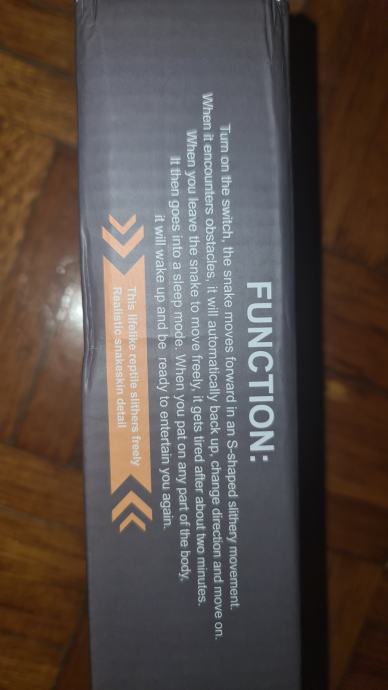 FUNCTION:
Turn on the switch, the snake moves forward in an S-shaped slithery movement.
When it encounters obstacles, it will automatically back up, change direction and move on.
When you leave the snake to move freely, it gets tired after about two minutes.
It then goes into a sleep mode. When you pat on any part of the body,
it will wake up and be ready to entertain you again.
This lifelike reptile slithers freely
Realistic snakeskin detail